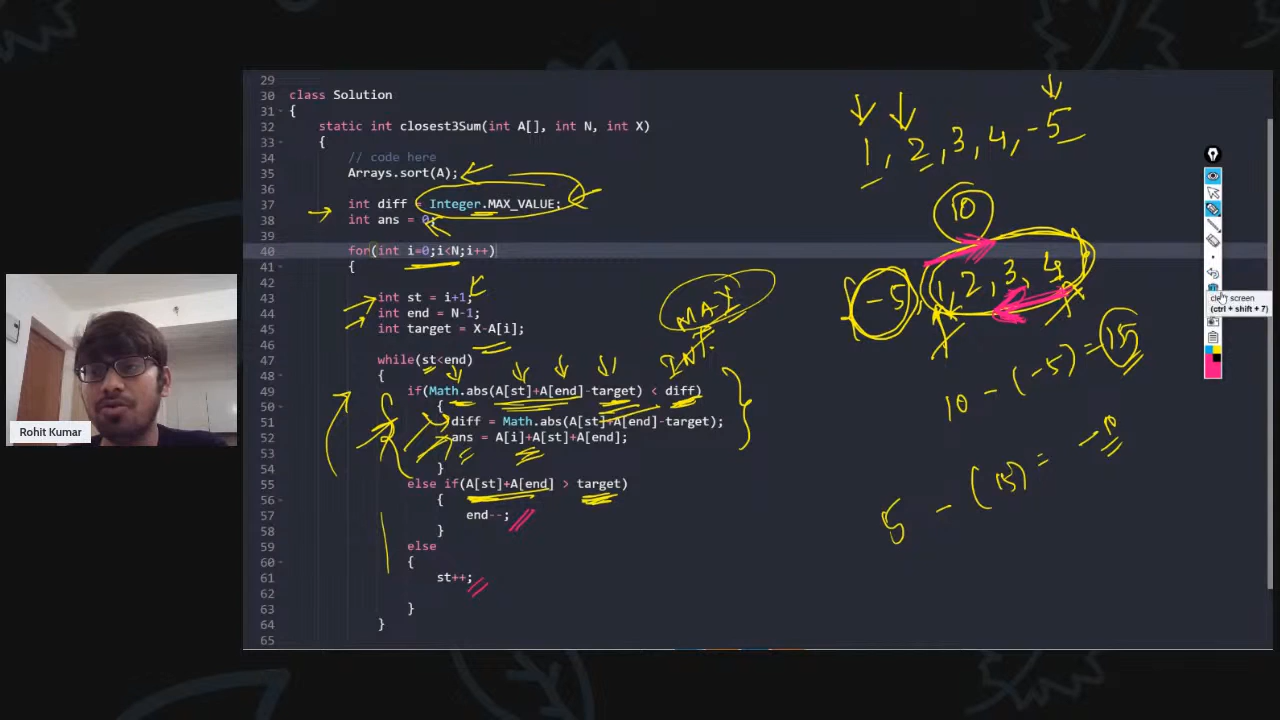 29
30 class Solution
31 {
32 static int closest3Sum(int A[], int N, int X)
33 {
34 // code here
35 Arrays.sort(A);
36
37 int diff = Integer.MAX_VALUE;
38 int ans = 0;
39
40 for(int i=0;i<N;i++)
41 {
42
43 int st = i+1;
44 int end = N-1;
45 int target = X-A[i];
46
47 while(st<end)
48 {
49 if(Math.abs(A[st]+A[end]-target) < diff)
50 {
51 diff = Math.abs(A[st]+A[end]-target);
52 ans = A[i]+A[st]+A[end];
53
54 }
55 else if(A[st]+A[end] > target)
56 {
57 end--;
58 }
59 else
60 {
61 st++;
62
63 }
64 }
65
1, 2, 3, 4, -5
10
-5 1, 2, 3, 4
MAX
INT.
10 - (-5) = 15
5 - (15) =
clear screen
(ctrl + shift + 7)
Rohit Kumar